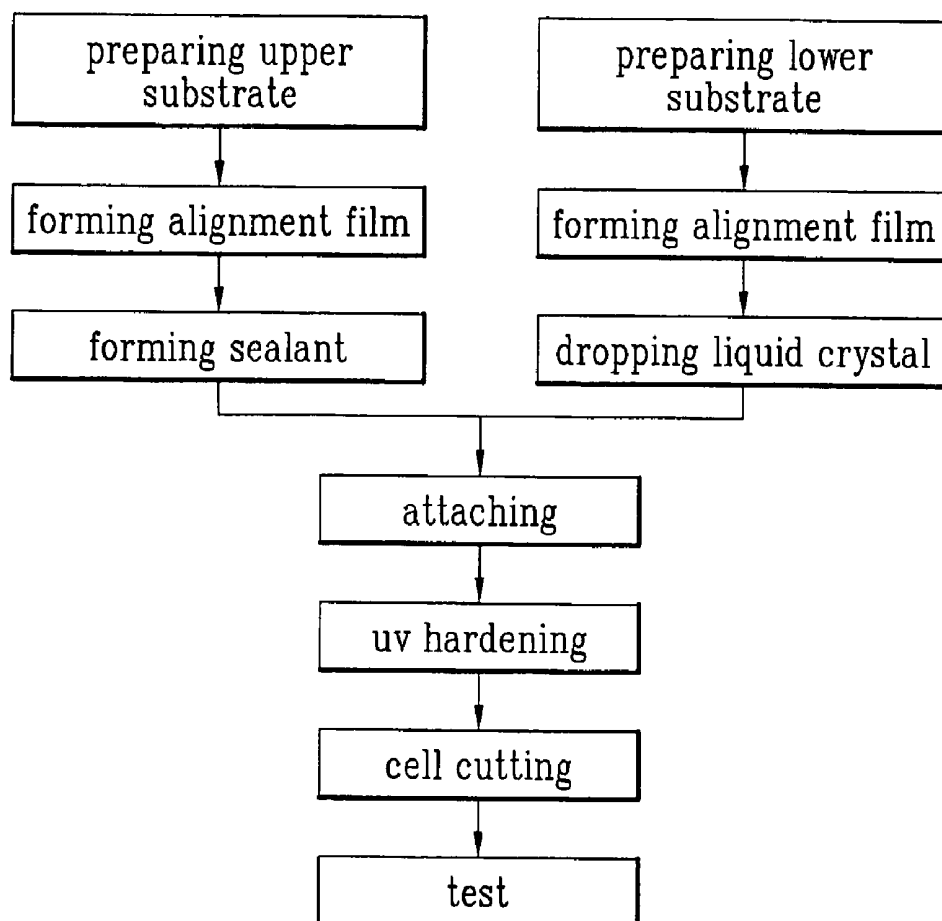 preparing upper
substrate
preparing lower
substrate
forming alignment film
forming alignment film
forming sealant
dropping liquid crystal
attaching
uv hardening
cell cutting
test